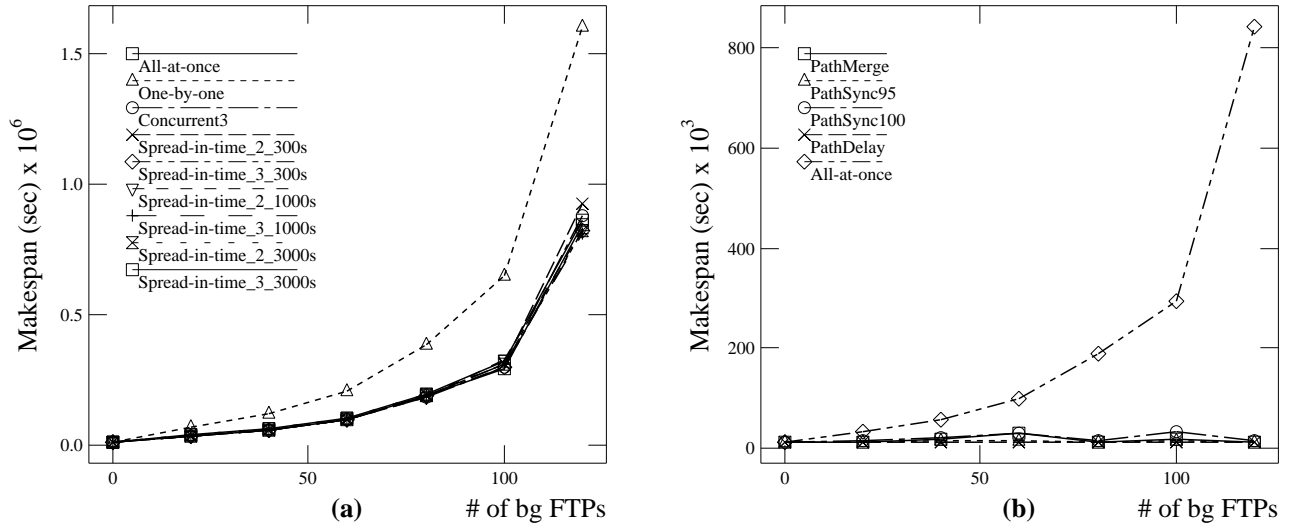 Makespan (sec) x 10^6
1.5
1.0
0.5
0.0
All-at-once
One-by-one
Concurrent3
Spread-in-time_2_300s
Spread-in-time_3_300s
Spread-in-time_2_1000s
Spread-in-time_3_1000s
Spread-in-time_2_3000s
Spread-in-time_3_3000s
0
50
100
(a)
# of bg FTPs
Makespan (sec) x 10^3
800
600
400
200
0
PathMerge
PathSync95
PathSync100
PathDelay
All-at-once
0
50
100
(b)
# of bg FTPs